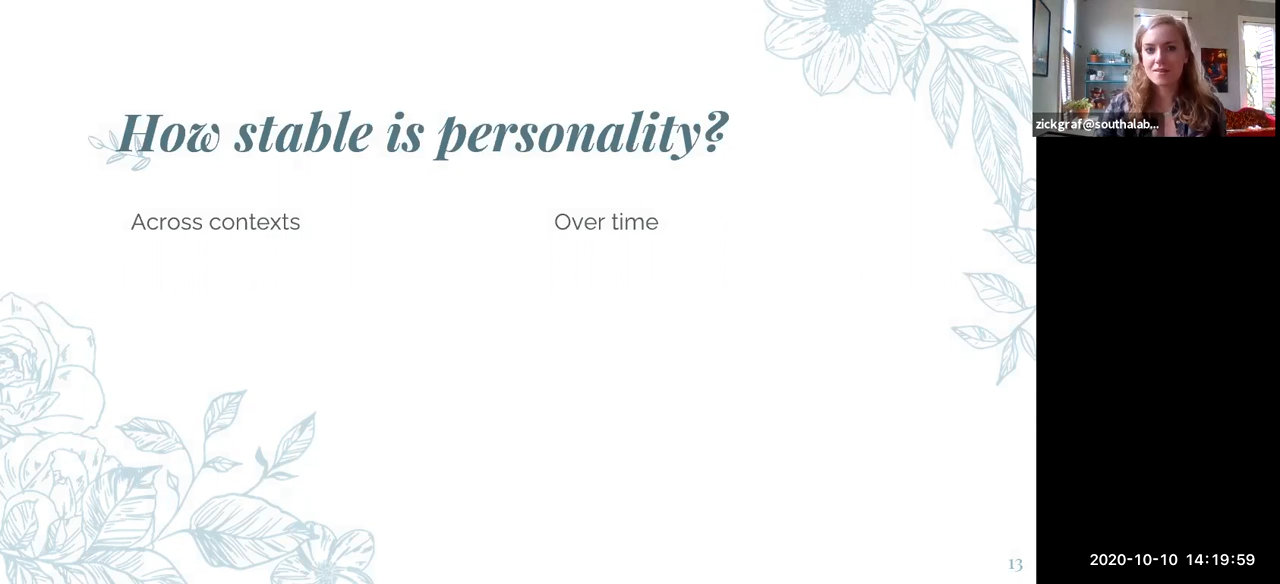 How stable is personality?
Across contexts
Over time
13
zickgraf@southalab...
2020-10-10 14:19:59